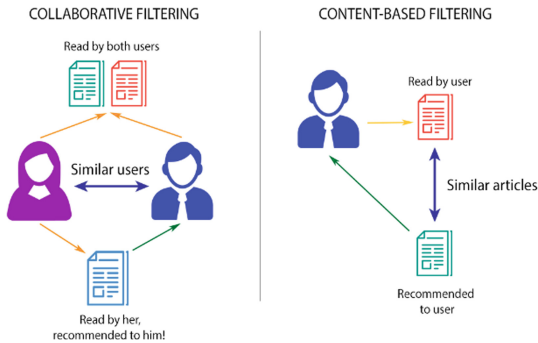 COLLABORATIVE FILTERING
Read by both users
Similar users
Read by her,
recommended to him!
CONTENT-BASED FILTERING
Read by user
Similar articles
Recommended
to user